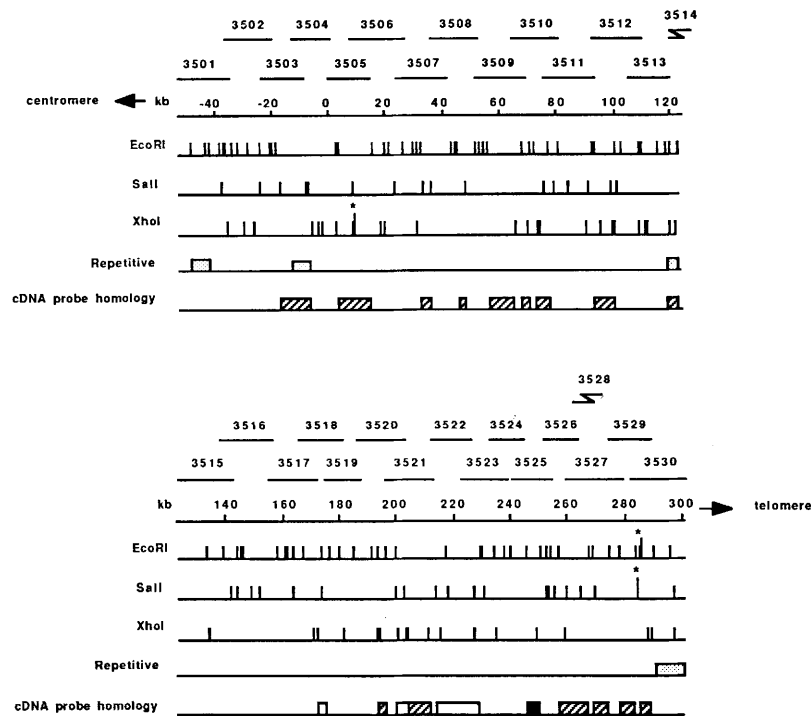 3514
3502 3504 3506 3508 3510 3512
3501 3503 3505 3507 3509 3511 3513
centromere kb -40 -20 0 20 40 60 80 100 120
EcoRI
SalI
*
XhoI
Repetitive
cDNA probe homology
3528
3516 3518 3520 3522 3524 3526 3529
3515 3517 3519 3521 3523 3525 3527 3530
kb 140 160 180 200 220 240 260 280 300 telomere
*
EcoRI
*
SalI
XhoI
Repetitive
cDNA probe homology